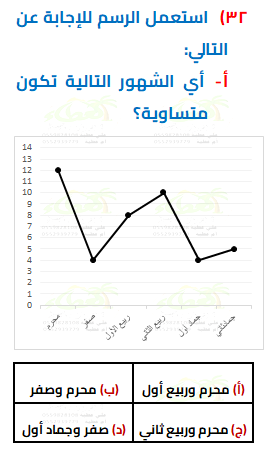 ٣٢) استعمل الرسم للإجابة عن
التالي:
أ- أي الشهور التالية تكون
متساوية؟
14
13
12
11
10
9
8
7
6
5
4
3
2
1
0
محرم صفر ربيع الأول ربيع الثاني جماد أول جمادثاني
(أ) محرم وربيع أول (ب) محرم وصفر
(ج) محرم وربيع ثاني (د) صفر وجماد أول